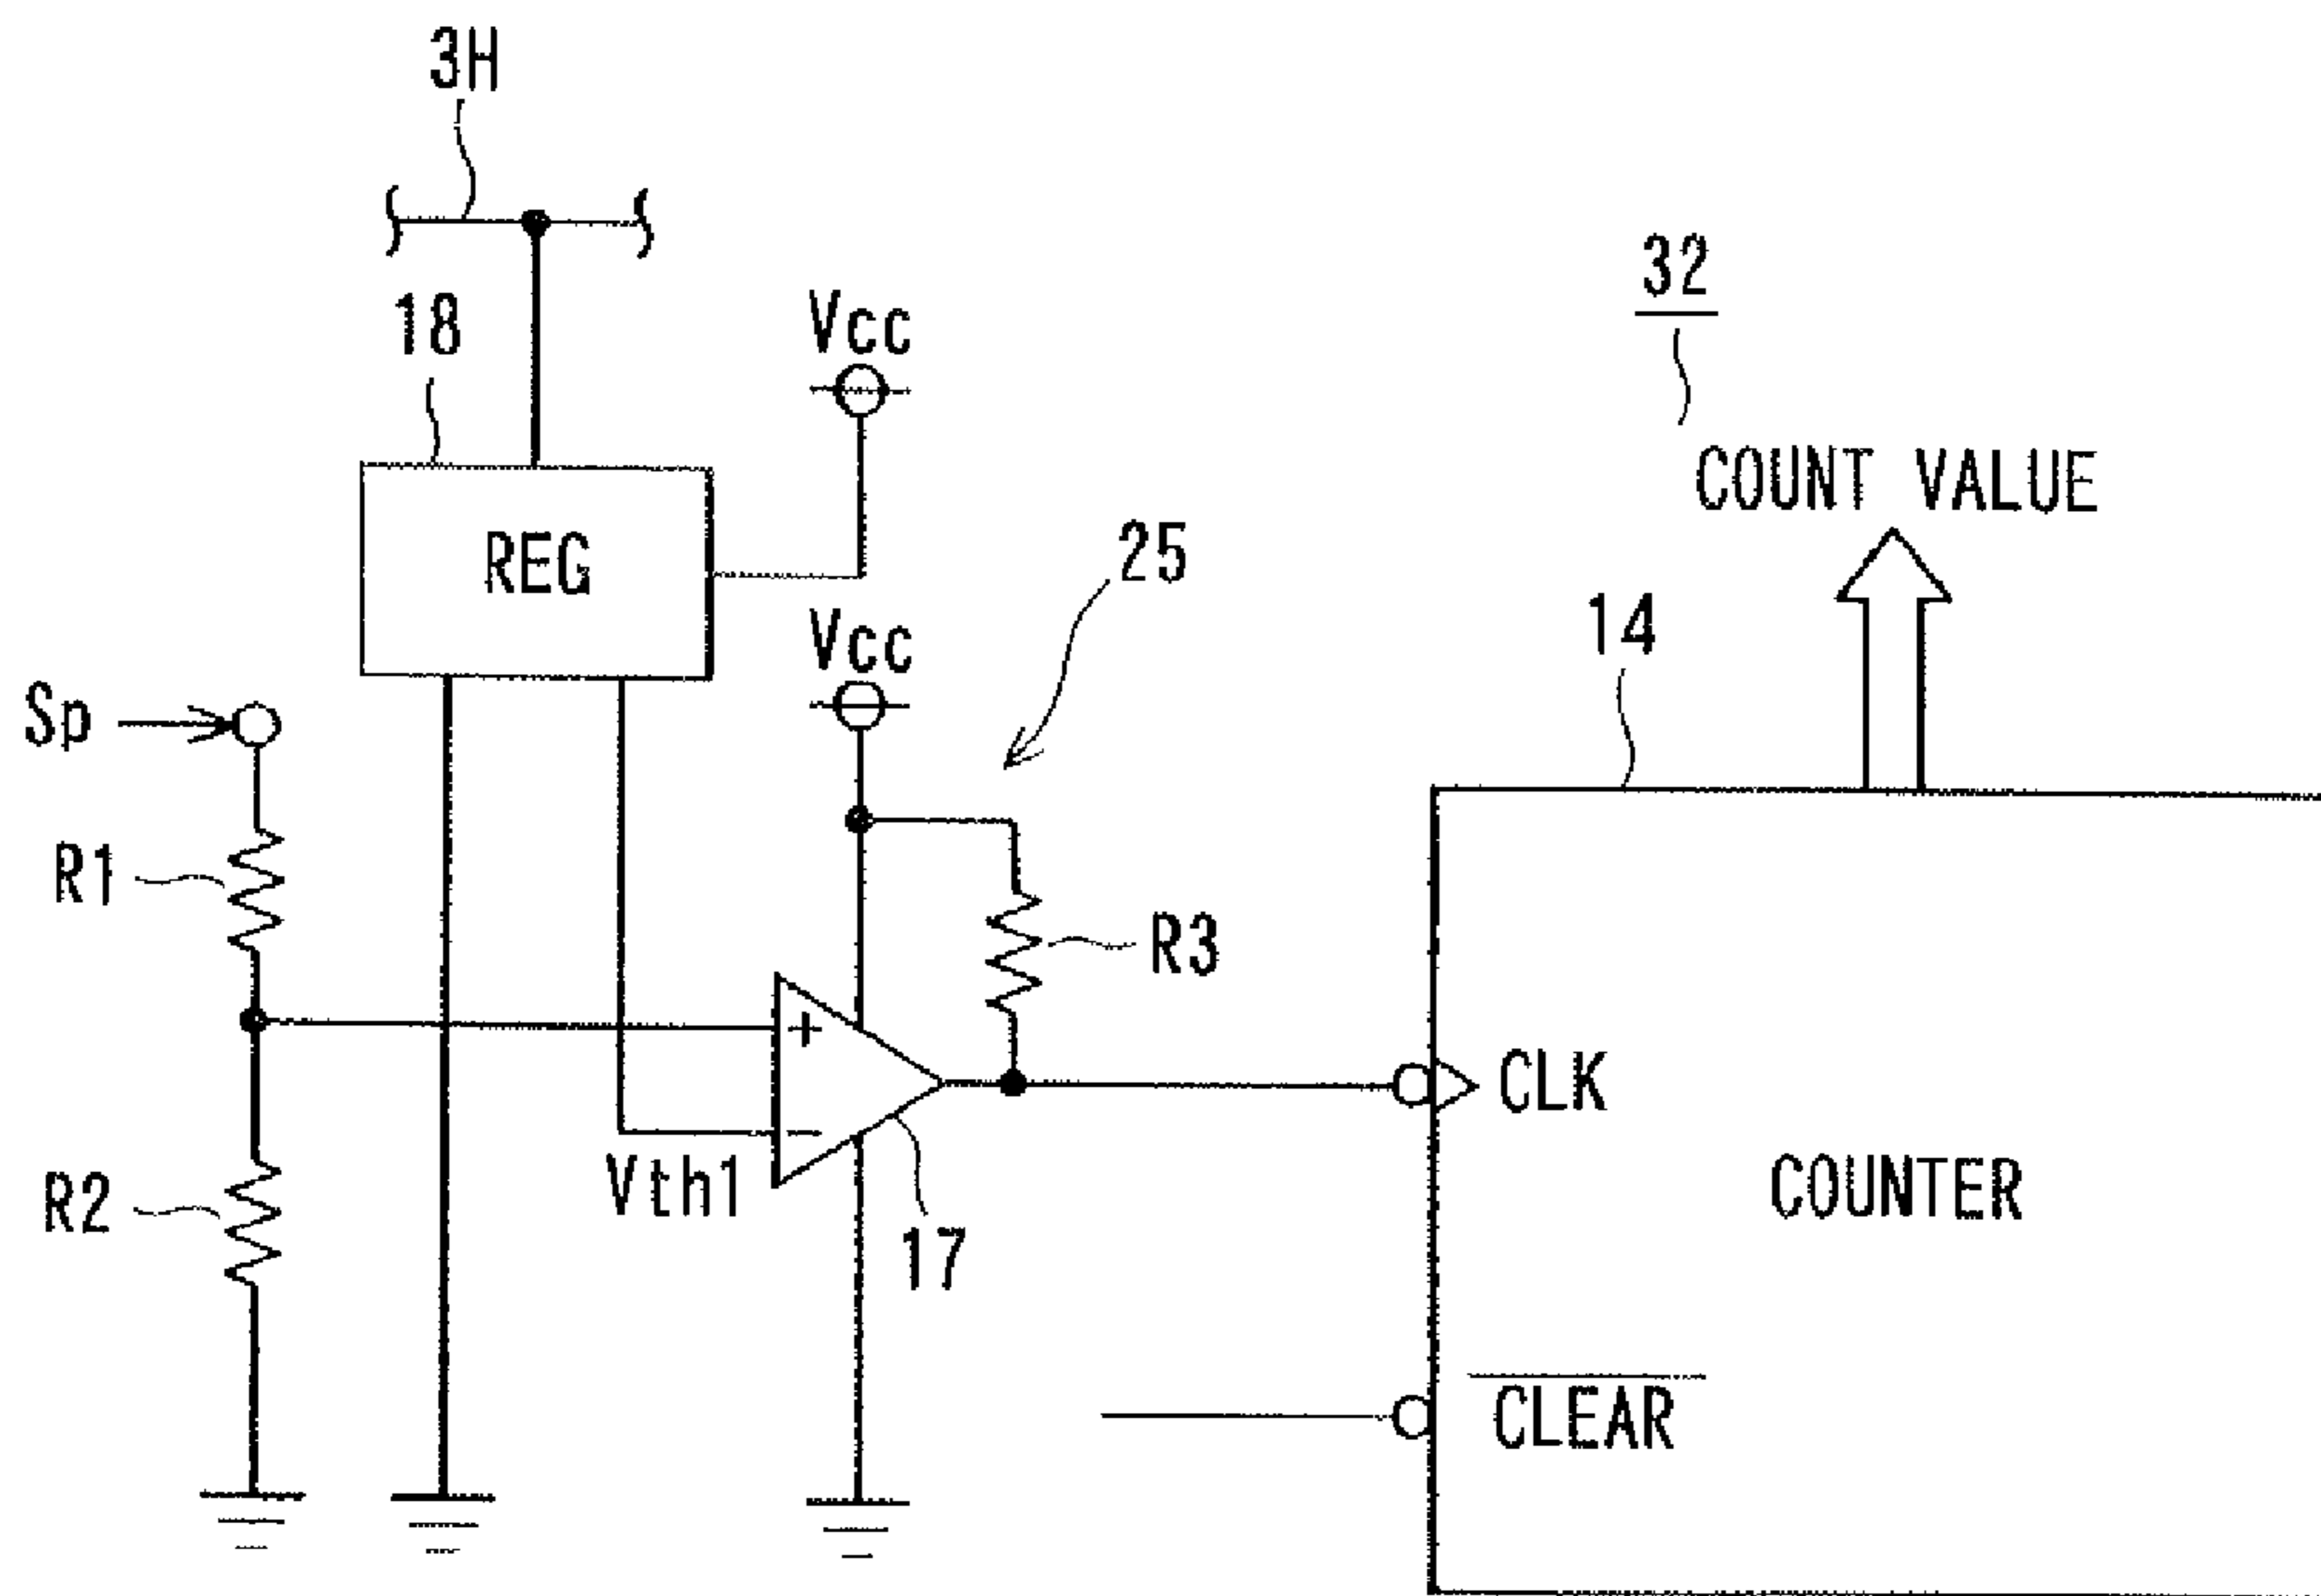 3H
32
18
Vcc
COUNT VALUE
REG
25
Vcc
14
Sp
R1
R3
+
CLK
−
Vth1
COUNTER
R2
17
CLEAR